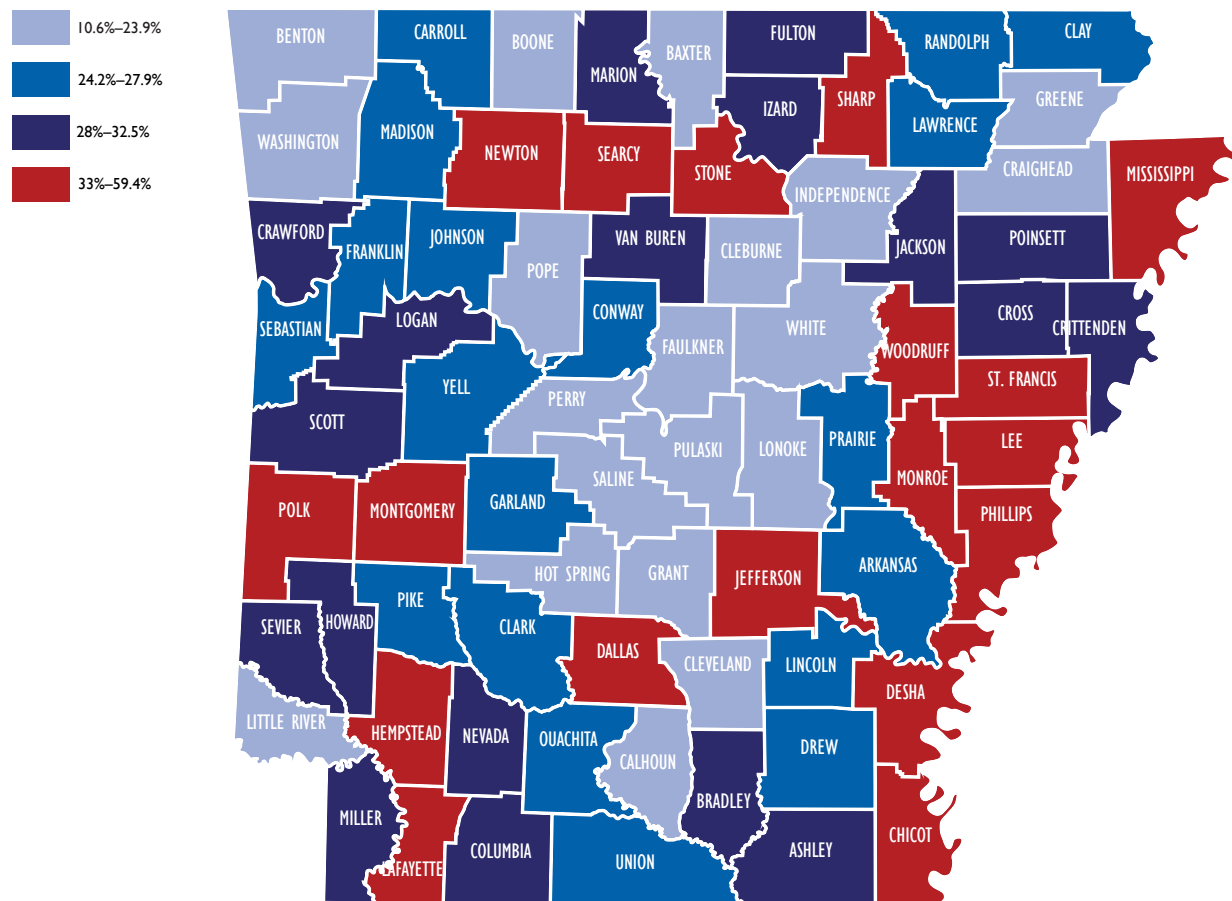 10.6%–23.9%
24.2%–27.9%
28%–32.5%
33%–59.4%
BENTON
CARROLL
BOONE
MARION
BAXTER
FULTON
RANDOLPH
CLAY
IZARD
SHARP
GREENE
LAWRENCE
WASHINGTON
MADISON
NEWTON
SEARCY
STONE
INDEPENDENCE
CRAIGHEAD
MISSISSIPPI
CRAWFORD
FRANKLIN
JOHNSON
POPE
VAN BUREN
CLEBURNE
JACKSON
POINSETT
SEBASTIAN
LOGAN
CONWAY
FAULKNER
WHITE
CROSS
CRITTENDEN
WOODRUFF
ST. FRANCIS
YELL
PERRY
SCOTT
PULASKI
LONOKE
PRAIRIE
LEE
SALINE
MONROE
POLK
MONTGOMERY
GARLAND
PHILLIPS
HOT SPRING
GRANT
JEFFERSON
ARKANSAS
PIKE
SEVIER
HOWARD
CLARK
DALLAS
CLEVELAND
LINCOLN
DESHA
LITTLE RIVER
HEMPSTEAD
NEVADA
OUACHITA
CALHOUN
DREW
BRADLEY
MILLER
LAFAYETTE
COLUMBIA
UNION
ASHLEY
CHICOT